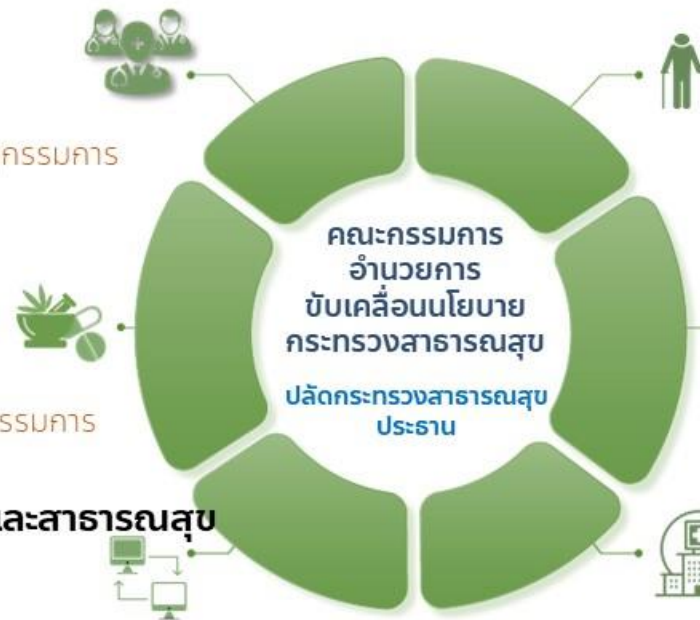 กรรมการ
คณะกรรมการ
อำนวยการ
ขับเคลื่อนนโยบาย
กระทรวงสาธารณสุข
ปลัดกระทรวงสาธารณสุข
ประธาน
รรมการ
และสาธารณสุข